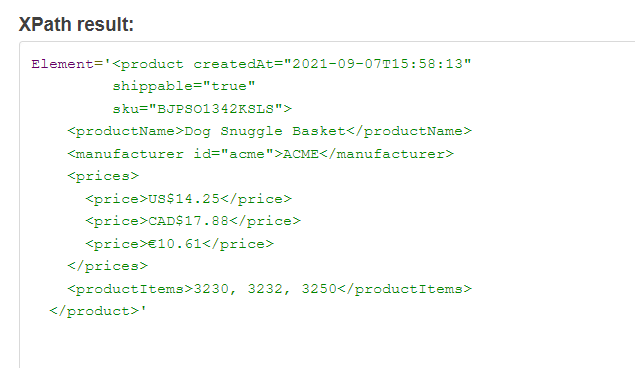 XPath result:
Element='<product createdAt="2021-09-07T15:58:13"
shippable="true"
sku="BJPSO1342KSLS">
<productName>Dog Snuggle Basket</productName>
<manufacturer id="acme">ACME</manufacturer>
<prices>
<price>US$14.25</price>
<price>CAD$17.88</price>
<price>€10.61</price>
</prices>
<productItems>3230, 3232, 3250</productItems>
</product>'